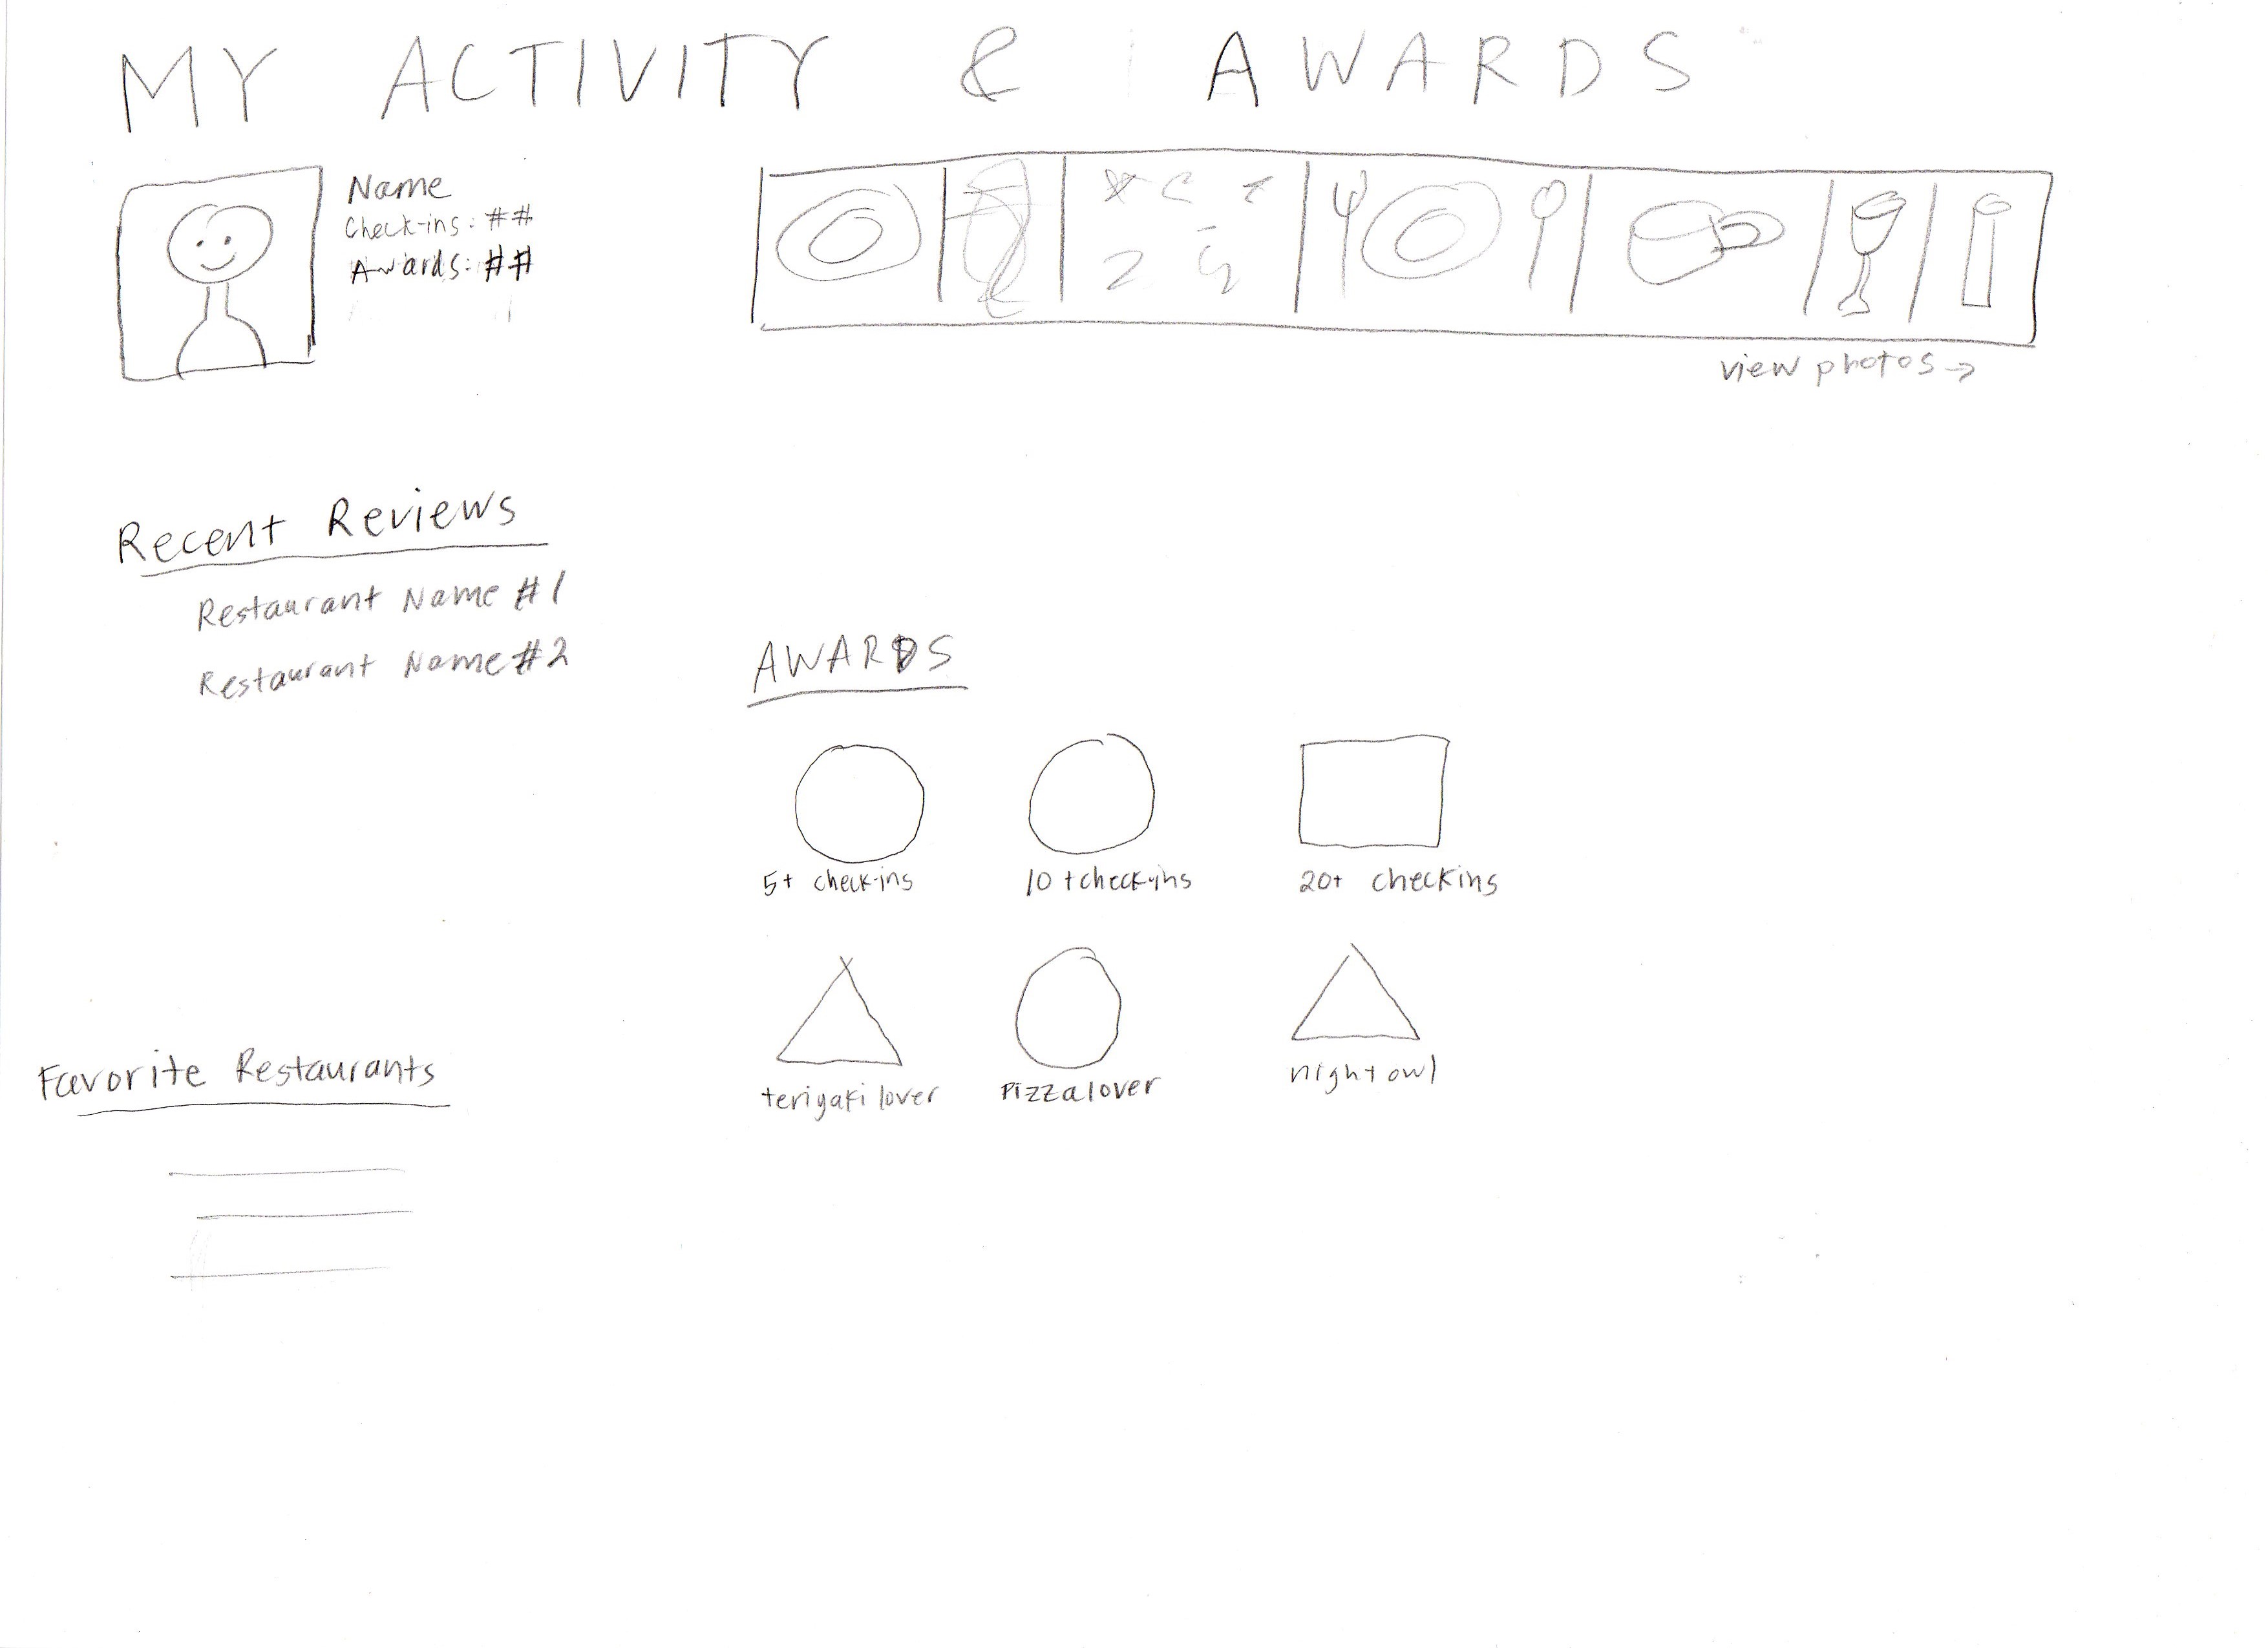 MY ACTIVITY & AWARDS
Name
Check-ins: ##
Awards: ##
view photos →
Recent Reviews
Restaurant Name #1
Restaurant Name #2
AWARDS
5+ check-ins
10+check-ins
20+ checkins
teriyaki lover
Pizza lover
night owl
Favorite Restaurants